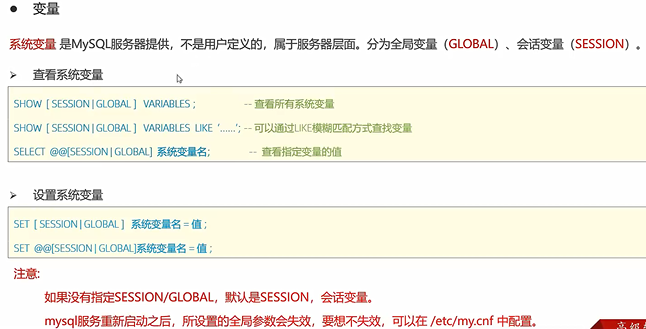 ● 变量
系统变量 是MySQL服务器提供，不是用户定义的，属于服务器层面。分为全局变量（GLOBAL）、会话变量（SESSION）。
➢ 查看系统变量
SHOW [ SESSION | GLOBAL ] VARIABLES ; -- 查看所有系统变量
SHOW [ SESSION | GLOBAL ] VARIABLES LIKE '......'; -- 可以通过LIKE模糊匹配方式查找变量
SELECT @@[SESSION | GLOBAL] 系统变量名; -- 查看指定变量的值
➢ 设置系统变量
SET [ SESSION | GLOBAL ] 系统变量名 = 值 ;
SET @@[SESSION | GLOBAL]系统变量名 = 值 ;
注意:
如果没有指定SESSION/GLOBAL，默认是SESSION，会话变量。
mysql服务重新启动之后，所设置的全局参数会失效，要想不失效，可以在 /etc/my.cnf 中配置。